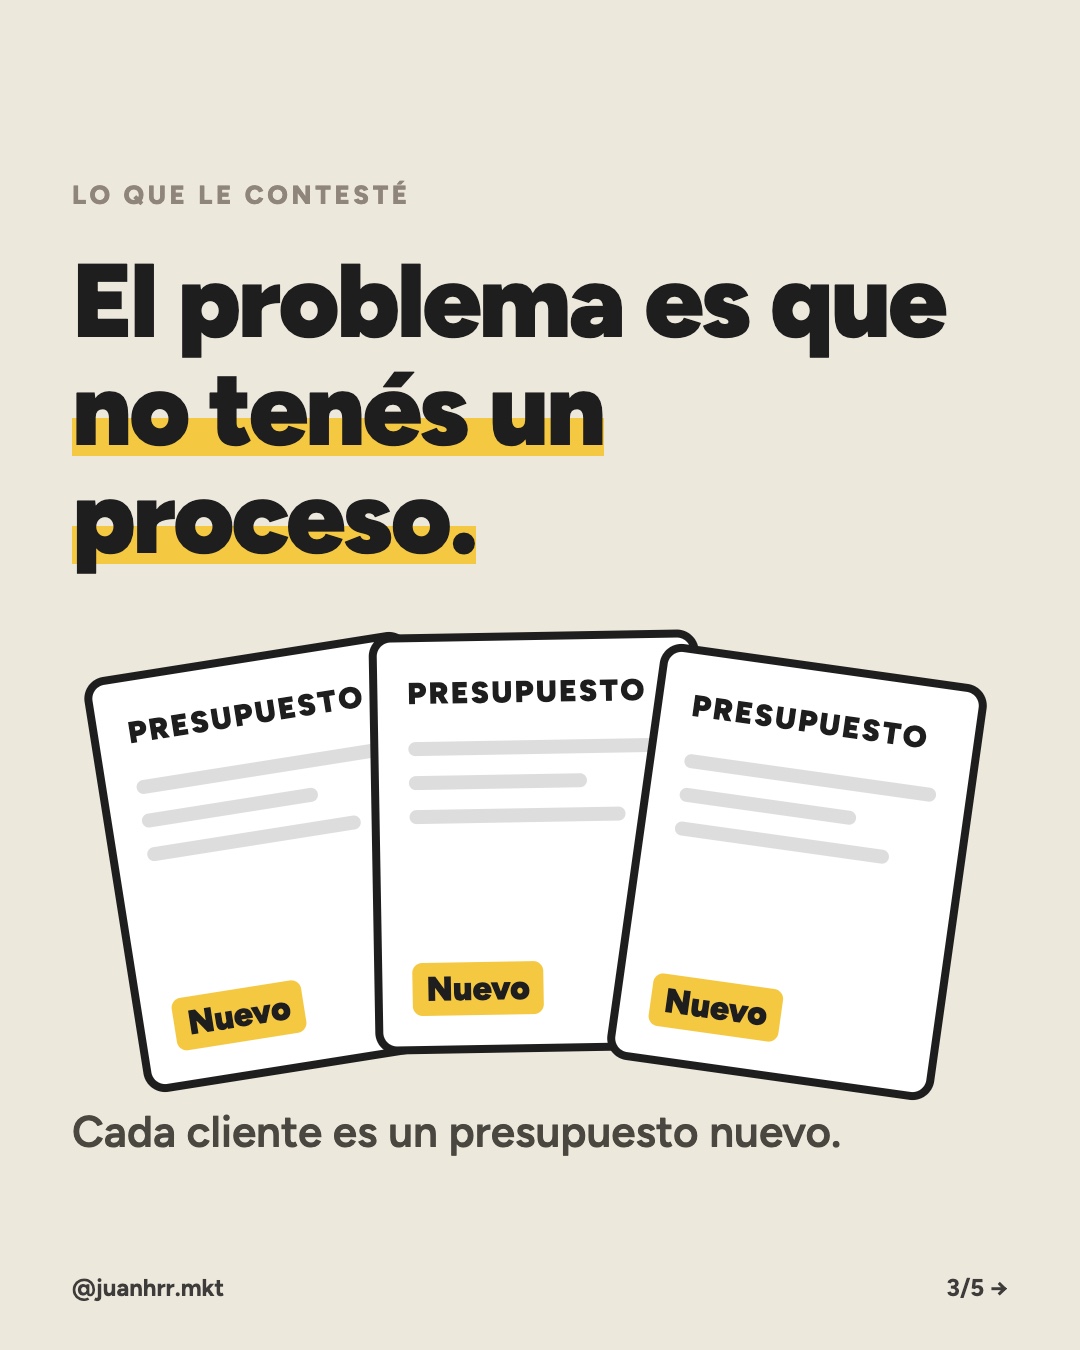 LO QUE LE CONTESTÉ
El problema es que
no tenés un
proceso.
PRESUPUESTO
PRESUPUESTO
PRESUPUESTO
Nuevo
Nuevo
Nuevo
Cada cliente es un presupuesto nuevo.
@juanhrr.mkt
3/5 →